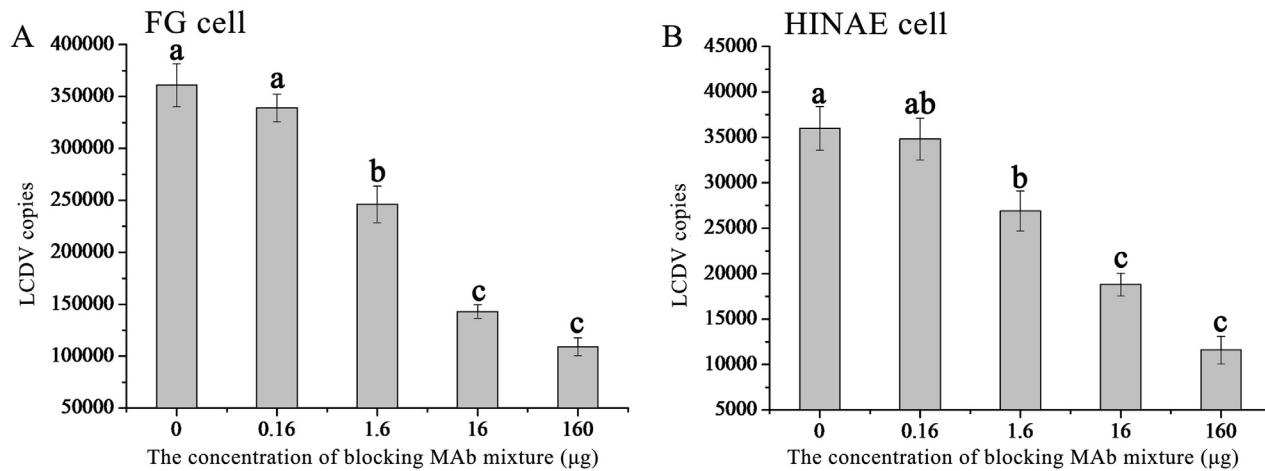 A
FG cell
400000
350000
300000
250000
200000
150000
100000
50000
LCDV copies
a
a
b
c
c
0
0.16
1.6
16
160
The concentration of blocking MAb mixture (μg)
B
HINAE cell
45000
40000
35000
30000
25000
20000
15000
10000
5000
LCDV copies
a
ab
b
c
c
0
0.16
1.6
16
160
The concentration of blocking MAb mixture (μg)